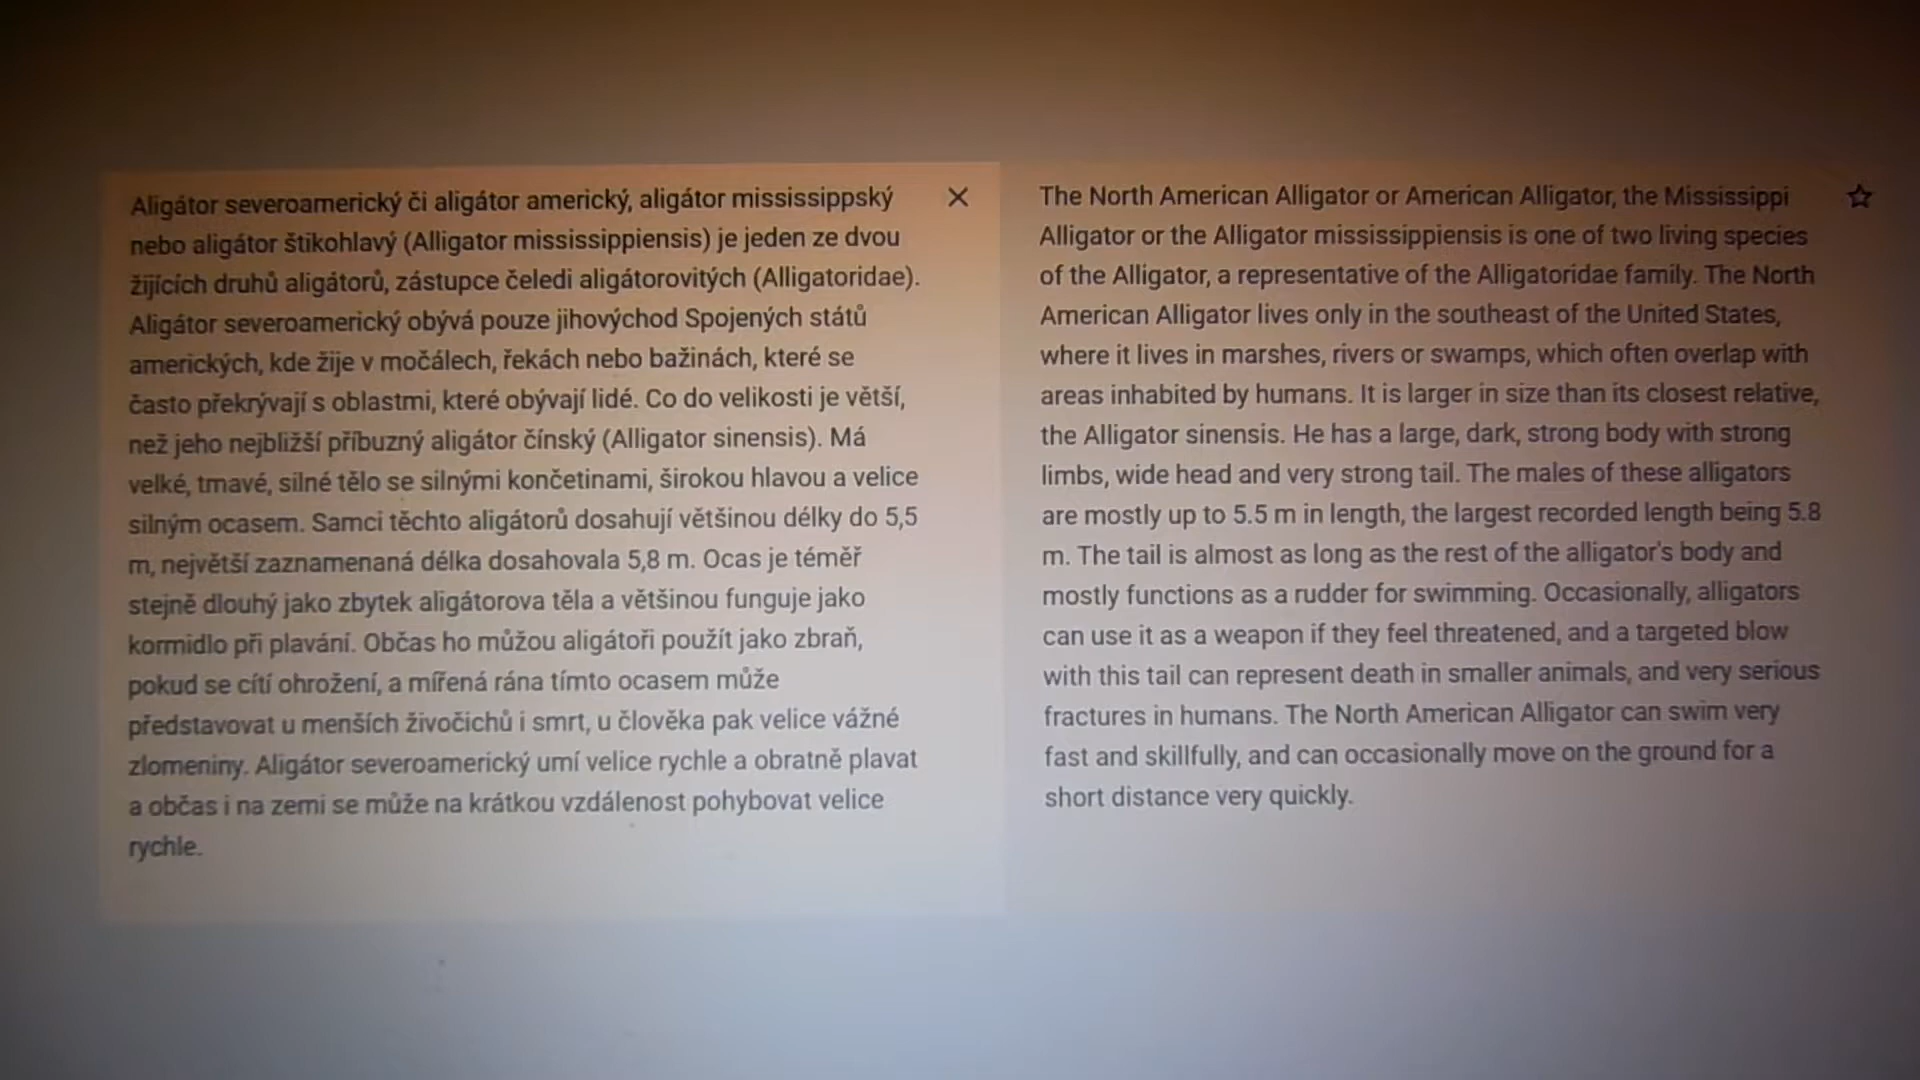 Aligátor severoamerický či aligátor americký, aligátor mississippský
nebo aligátor štikohlavý (Alligator mississippiensis) je jeden ze dvou
žijících druhů aligátorů, zástupce čeledi aligátorovitých (Alligatoridae).
Aligátor severoamerický obývá pouze jihovýchod Spojených států
amerických, kde žije v močálech, řekách nebo bažinách, které se
často překrývají s oblastmi, které obývají lidé. Co do velikosti je větší,
než jeho nejbližší příbuzný aligátor čínský (Alligator sinensis). Má
velké, tmavé, silné tělo se silnými končetinami, širokou hlavou a velice
silným ocasem. Samci těchto aligátorů dosahují většinou délky do 5,5
m, největší zaznamenaná délka dosahovala 5,8 m. Ocas je téměř
stejně dlouhý jako zbytek aligátorova těla a většinou funguje jako
kormidlo při plavání. Občas ho můžou aligátoři použít jako zbraň,
pokud se cítí ohrožení, a mířená rána tímto ocasem může
představovat u menších živočichů i smrt, u člověka pak velice vážné
zlomeniny. Aligátor severoamerický umí velice rychle a obratně plavat
a občas i na zemi se může na krátkou vzdálenost pohybovat velice
rychle.
The North American Alligator or American Alligator, the Mississippi
Alligator or the Alligator mississippiensis is one of two living species
of the Alligator, a representative of the Alligatoridae family. The North
American Alligator lives only in the southeast of the United States,
where it lives in marshes, rivers or swamps, which often overlap with
areas inhabited by humans. It is larger in size than its closest relative,
the Alligator sinensis. He has a large, dark, strong body with strong
limbs, wide head and very strong tail. The males of these alligators
are mostly up to 5.5 m in length, the largest recorded length being 5.8
m. The tail is almost as long as the rest of the alligator's body and
mostly functions as a rudder for swimming. Occasionally, alligators
can use it as a weapon if they feel threatened, and a targeted blow
with this tail can represent death in smaller animals, and very serious
fractures in humans. The North American Alligator can swim very
fast and skillfully, and can occasionally move on the ground for a
short distance very quickly.